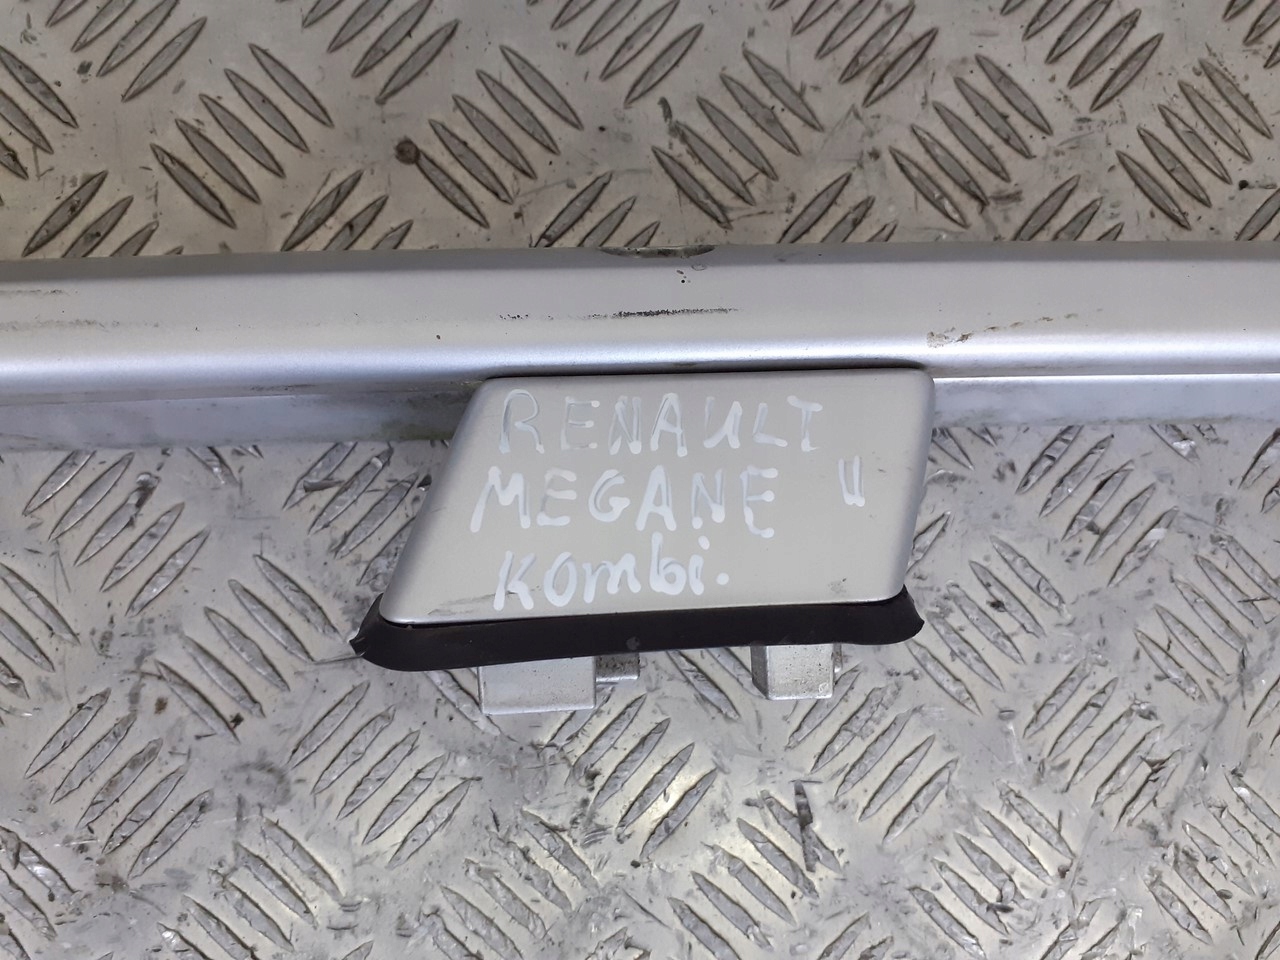 RENAULT
MEGANE II
Kombi.